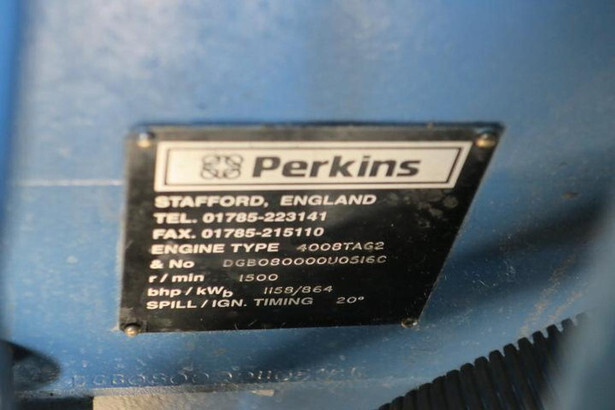 Perkins
STAFFORD, ENGLAND
TEL. 01785-223141
FAX. 01785-215110
ENGINE TYPE 4008TAG2
& No DGBO80000U0516C
r/min 1500
bhp/kWb 1158/864
SPILL/IGN. TIMING 20°